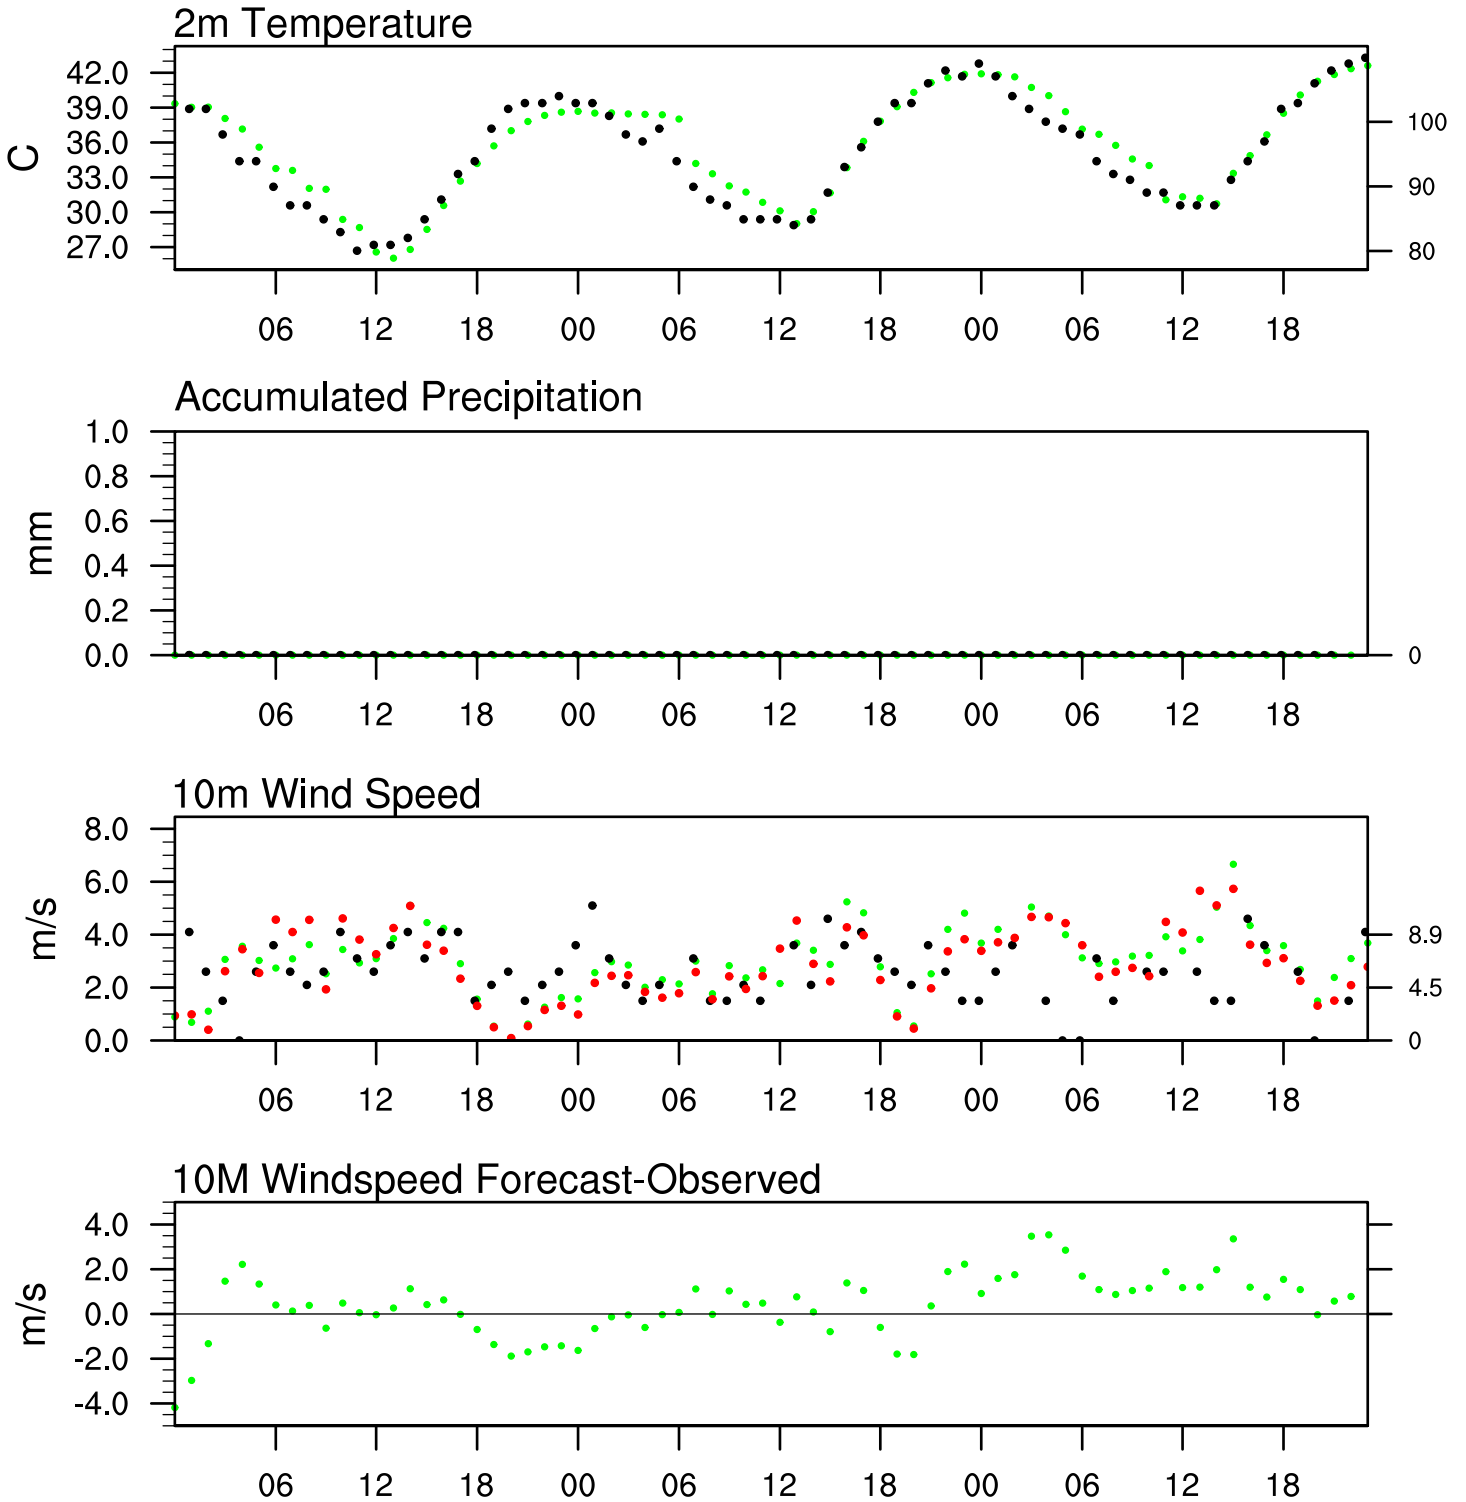 2m Temperature
42.0
39.0
36.0
33.0
30.0
27.0
C
100
90
80
06 12 18 00 06 12 18 00 06 12 18
Accumulated Precipitation
1.0
0.8
0.6
0.4
0.2
0.0
mm
0
06 12 18 00 06 12 18 00 06 12 18
10m Wind Speed
8.0
6.0
4.0
2.0
0.0
m/s
8.9
4.5
0
06 12 18 00 06 12 18 00 06 12 18
10M Windspeed Forecast-Observed
4.0
2.0
0.0
-2.0
-4.0
m/s
06 12 18 00 06 12 18 00 06 12 18